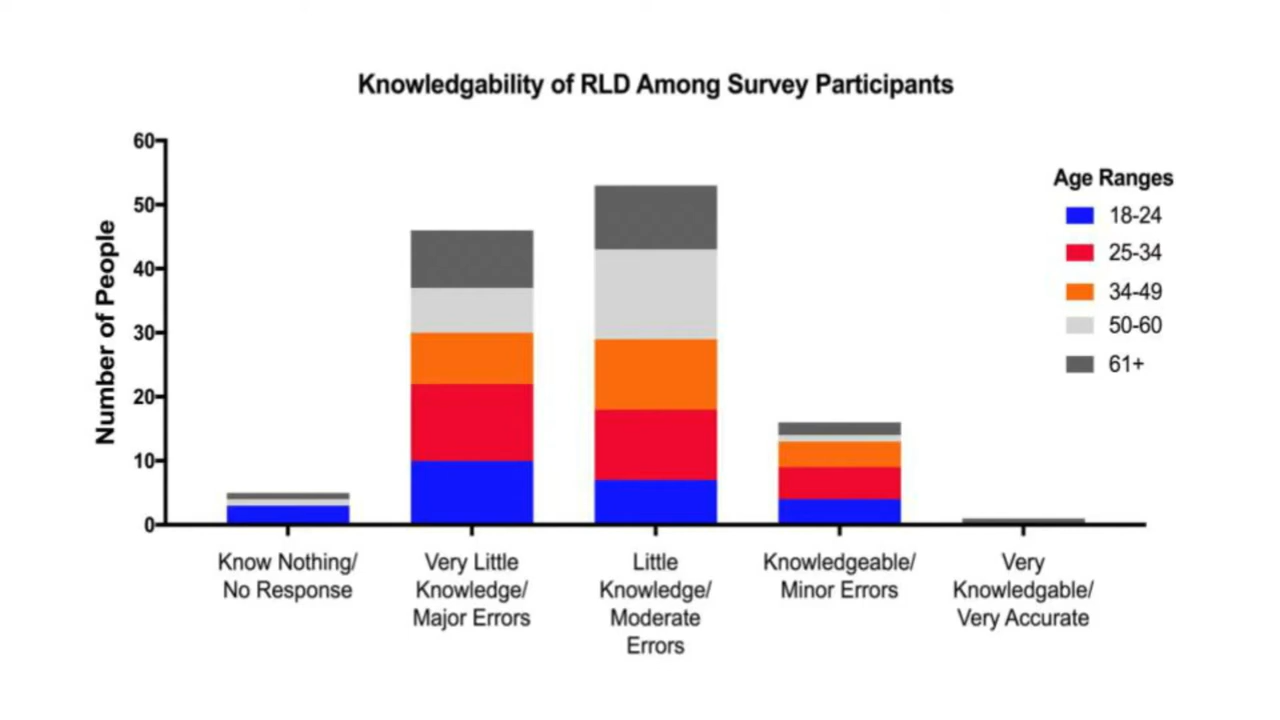 Knowledgability of RLD Among Survey Participants
Number of People
60
50
40
30
20
10
0
Age Ranges
18-24
25-34
34-49
50-60
61+
Know Nothing/
No Response
Very Little
Knowledge/
Major Errors
Little
Knowledge/
Moderate
Errors
Knowledgeable/
Minor Errors
Very
Knowledgable/
Very Accurate